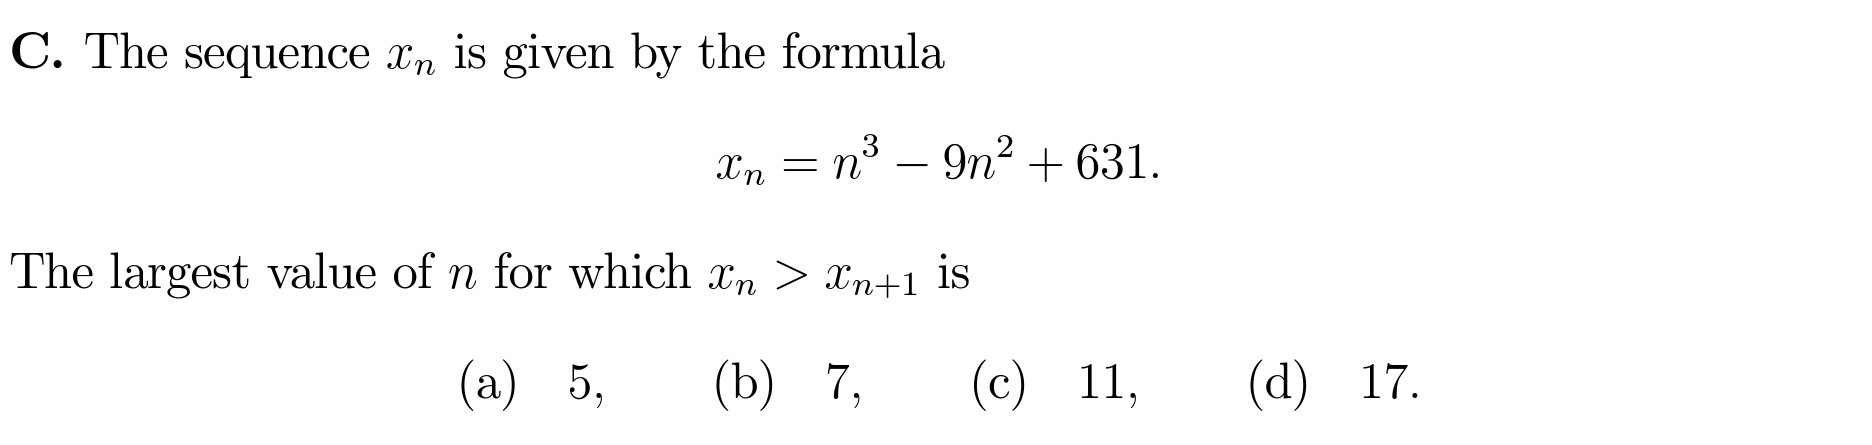 C. The sequence xₙ is given by the formula
xₙ = n³ − 9n² + 631.
The largest value of n for which xₙ > xₙ₊₁ is
(a) 5, (b) 7, (c) 11, (d) 17.